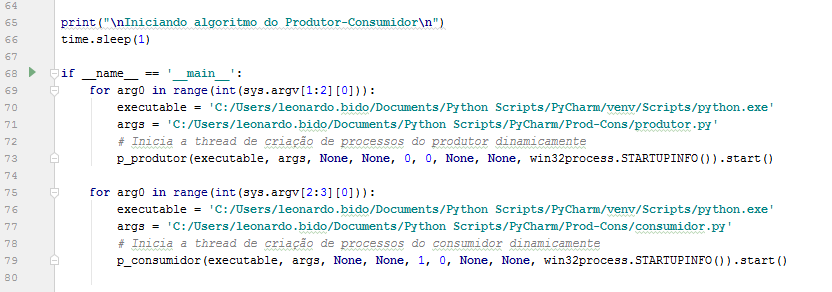 64
65 print("\nIniciando algoritmo do Produtor-Consumidor\n")
66 time.sleep(1)
67
68 if __name__ == '__main__':
69 for arg0 in range(int(sys.argv[1:2][0])):
70 executable = 'C:/Users/leonardo.bido/Documents/Python Scripts/PyCharm/venv/Scripts/python.exe'
71 args = 'C:/Users/leonardo.bido/Documents/Python Scripts/PyCharm/Prod-Cons/produtor.py'
72 # Inicia a thread de criação de processos do produtor dinamicamente
73 p_produtor(executable, args, None, None, 0, 0, None, None, win32process.STARTUPINFO()).start()
74
75 for arg0 in range(int(sys.argv[2:3][0])):
76 executable = 'C:/Users/leonardo.bido/Documents/Python Scripts/PyCharm/venv/Scripts/python.exe'
77 args = 'C:/Users/leonardo.bido/Documents/Python Scripts/PyCharm/Prod-Cons/consumidor.py'
78 # Inicia a thread de criação de processos do consumidor dinamicamente
79 p_consumidor(executable, args, None, None, 1, 0, None, None, win32process.STARTUPINFO()).start()
80